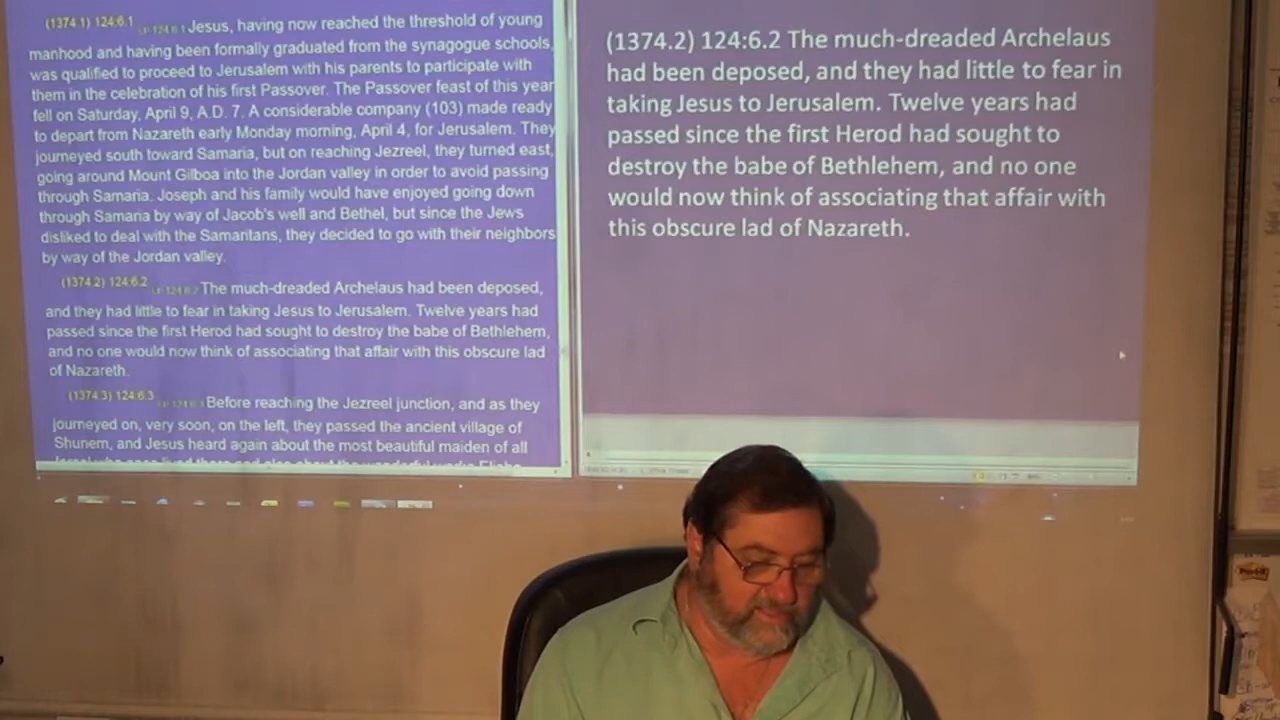 (1374.1) 124:6.1 Jesus, having now reached the threshold of young
manhood and having been formally graduated from the synagogue schools,
was qualified to proceed to Jerusalem with his parents to participate with
them in the celebration of his first Passover. The Passover feast of this year
fell on Saturday, April 9, A.D. 7. A considerable company (103) made ready
to depart from Nazareth early Monday morning, April 4, for Jerusalem. They
journeyed south toward Samaria, but on reaching Jezreel, they turned east,
going around Mount Gilboa into the Jordan valley in order to avoid passing
through Samaria. Joseph and his family would have enjoyed going down
through Samaria by way of Jacob's well and Bethel, but since the Jews
disliked to deal with the Samaritans, they decided to go with their neighbors
by way of the Jordan valley.
(1374.2) 124:6.2 The much-dreaded Archelaus had been deposed,
and they had little to fear in taking Jesus to Jerusalem. Twelve years had
passed since the first Herod had sought to destroy the babe of Bethlehem,
and no one would now think of associating that affair with this obscure lad
of Nazareth.
(1374.3) 124:6.3 Before reaching the Jezreel junction, and as they
journeyed on, very soon, on the left, they passed the ancient village of
Shunem, and Jesus heard again about the most beautiful maiden of all
(1374.2) 124:6.2 The much-dreaded Archelaus
had been deposed, and they had little to fear in
taking Jesus to Jerusalem. Twelve years had
passed since the first Herod had sought to
destroy the babe of Bethlehem, and no one
would now think of associating that affair with
this obscure lad of Nazareth.
Post-it